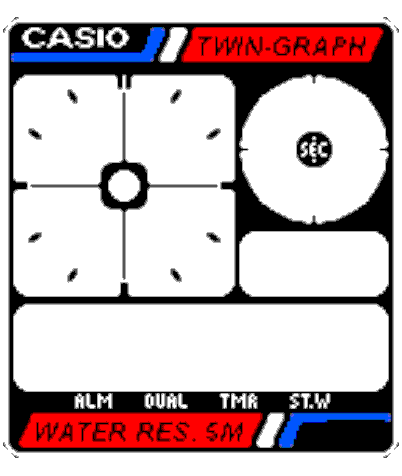 CASIO TWIN-GRAPH
SEC
ALM DUAL TMR ST.W
WATER RES. 5M